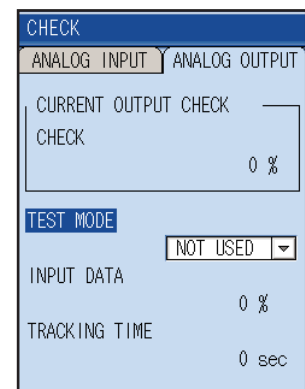 CHECK
ANALOG INPUT ANALOG OUTPUT
CURRENT OUTPUT CHECK
CHECK
0 %
TEST MODE
NOT USED
INPUT DATA
0 %
TRACKING TIME
0 sec